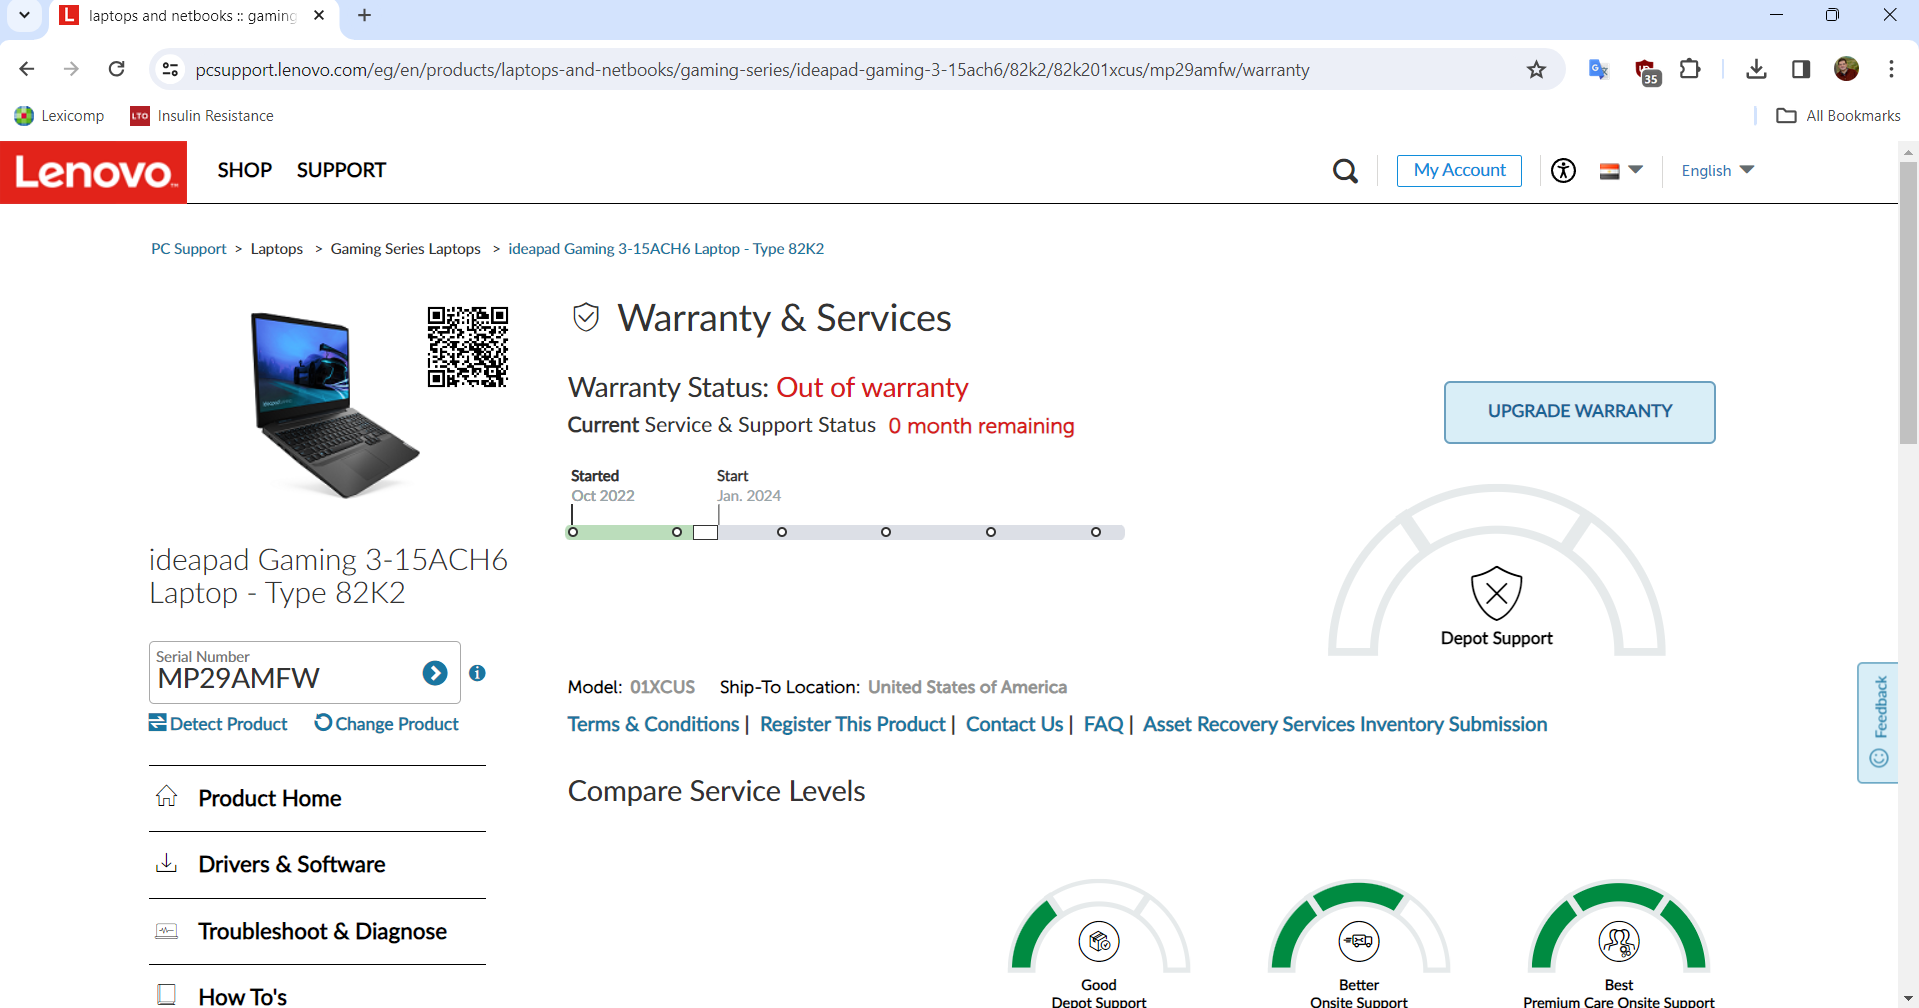 laptops and netbooks :: gaming
pcsupport.lenovo.com/eg/en/products/laptops-and-netbooks/gaming-series/ideapad-gaming-3-15ach6/82k2/82k201xcus/mp29amfw/warranty
35
Lexicomp
LTO
Insulin Resistance
All Bookmarks
Lenovo
SHOP
SUPPORT
My Account
English
PC Support > Laptops > Gaming Series Laptops > ideapad Gaming 3-15ACH6 Laptop - Type 82K2
Warranty & Services
Warranty Status: Out of warranty
Current Service & Support Status 0 month remaining
UPGRADE WARRANTY
Started
Oct 2022
Start
Jan. 2024
Depot Support
ideapad Gaming 3-15ACH6
Laptop - Type 82K2
Serial Number
MP29AMFW
Detect Product
Change Product
Model: 01XCUS Ship-To Location: United States of America
Terms & Conditions | Register This Product | Contact Us | FAQ | Asset Recovery Services Inventory Submission
Feedback
Compare Service Levels
Product Home
Drivers & Software
Troubleshoot & Diagnose
How To's
Good
Depot Support
Better
Onsite Support
Best
Premium Care Onsite Support